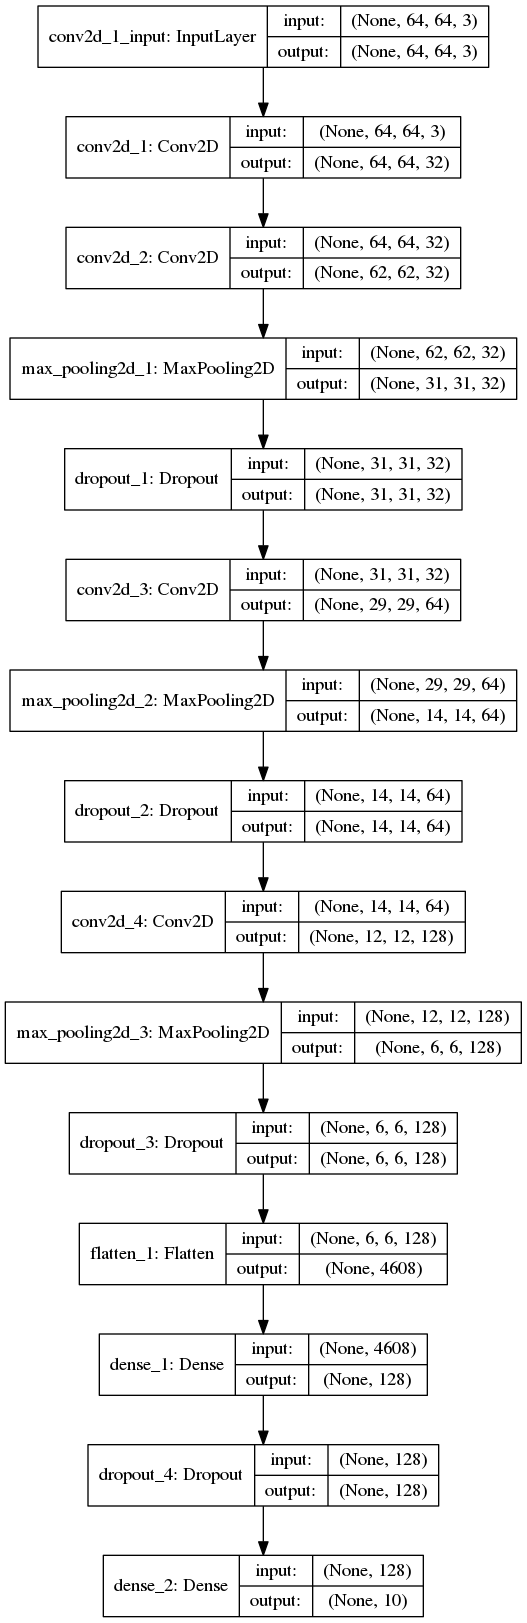 conv2d_1_input: InputLayer
input:
(None, 64, 64, 3)
output:
(None, 64, 64, 3)
conv2d_1: Conv2D
input:
(None, 64, 64, 3)
output:
(None, 64, 64, 32)
conv2d_2: Conv2D
input:
(None, 64, 64, 32)
output:
(None, 62, 62, 32)
max_pooling2d_1: MaxPooling2D
input:
(None, 62, 62, 32)
output:
(None, 31, 31, 32)
dropout_1: Dropout
input:
(None, 31, 31, 32)
output:
(None, 31, 31, 32)
conv2d_3: Conv2D
input:
(None, 31, 31, 32)
output:
(None, 29, 29, 64)
max_pooling2d_2: MaxPooling2D
input:
(None, 29, 29, 64)
output:
(None, 14, 14, 64)
dropout_2: Dropout
input:
(None, 14, 14, 64)
output:
(None, 14, 14, 64)
conv2d_4: Conv2D
input:
(None, 14, 14, 64)
output:
(None, 12, 12, 128)
max_pooling2d_3: MaxPooling2D
input:
(None, 12, 12, 128)
output:
(None, 6, 6, 128)
dropout_3: Dropout
input:
(None, 6, 6, 128)
output:
(None, 6, 6, 128)
flatten_1: Flatten
input:
(None, 6, 6, 128)
output:
(None, 4608)
dense_1: Dense
input:
(None, 4608)
output:
(None, 128)
dropout_4: Dropout
input:
(None, 128)
output:
(None, 128)
dense_2: Dense
input:
(None, 128)
output:
(None, 10)